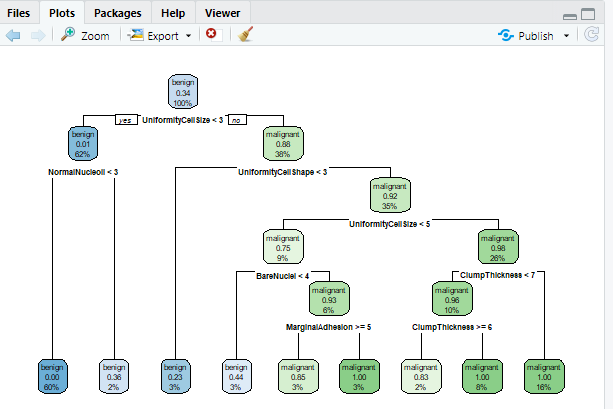 Files Plots Packages Help Viewer
Zoom Export Publish
benign
0.34
100%
yes UniformityCellSize < 3 no
benign
0.01
62%
malignant
0.88
38%
NormalNucleoli < 3
UniformityCellShape < 3
malignant
0.92
35%
UniformityCellSize < 5
malignant
0.75
9%
malignant
0.98
26%
BareNuclei < 4
ClumpThickness < 7
malignant
0.93
6%
malignant
0.96
10%
MarginalAdhesion >= 5
ClumpThickness >= 6
benign
0.00
60%
benign
0.36
2%
benign
0.23
3%
benign
0.44
3%
malignant
0.85
3%
malignant
1.00
3%
malignant
0.83
2%
malignant
1.00
8%
malignant
1.00
16%